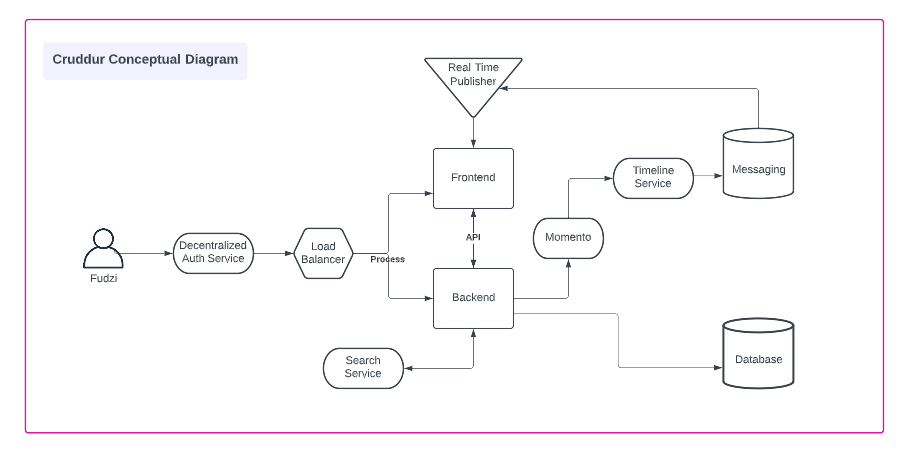 Cruddur Conceptual Diagram
Real Time
Publisher
Frontend
Timeline
Service
Messaging
API
Momento
Decentralized
Auth Service
Load
Balancer
Process
Fudzi
Backend
Search
Service
Database